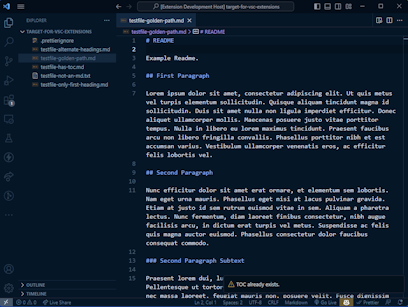 [Extension Development Host] target-for-vsc-extensions
EXPLORER
TARGET-FOR-VSC-EXTENSIONS
.prettierignore
testfile-alternate-headings.md
testfile-golden-path.md
testfile-has-toc.md
testfile-not-an-md.txt
testfile-only-first-heading.md
OUTLINE
TIMELINE
testfile-golden-path.md
testfile-golden-path.md > # README
1 # README
2
3 Example Readme.
4
5 ## First Paragraph
6
7 Lorem ipsum dolor sit amet, consectetur adipiscing elit. Ut quis metus
vel turpis elementum sollicitudin. Quisque aliquam tincidunt magna id
sollicitudin. Duis sit amet nulla non ligula imperdiet efficitur. Donec
aliquet ullamcorper mollis. Maecenas posuere justo vitae porttitor
tempus. Nulla in libero eu lorem maximus tincidunt. Praesent faucibus
arcu non libero fringilla convallis. Phasellus porttitor nibh et est
accumsan varius. Vestibulum ullamcorper venenatis eros, ac efficitur
felis lobortis vel.
8
9 ## Second Paragraph
10
11 Nunc efficitur dolor sit amet erat ornare, et elementum sem lobortis.
Nam eget urna mauris. Phasellus eget nisi at lacus pulvinar gravida.
Etiam at justo id sem rutrum euismod vitae in sem. Aliquam a pharetra
lectus. Nunc fermentum, diam laoreet finibus consectetur, nibh augue
facilisis arcu, in dictum erat turpis vel metus. Suspendisse ac felis
quis magna auctor euismod. Phasellus consectetur dolor faucibus
consequat commodo.
12
13 ### Second Paragraph Subtext
14
15 Praesent lorem dui,
Pellentesque ut tortor
nec massa laoreet, feugiat mauris non, posuere velit. Fusce dignissim
TOC already exists.
0 0 Live Share
Ln 2, Col 1 Spaces: 2 UTF-8 CRLF Markdown Go Live Prettier